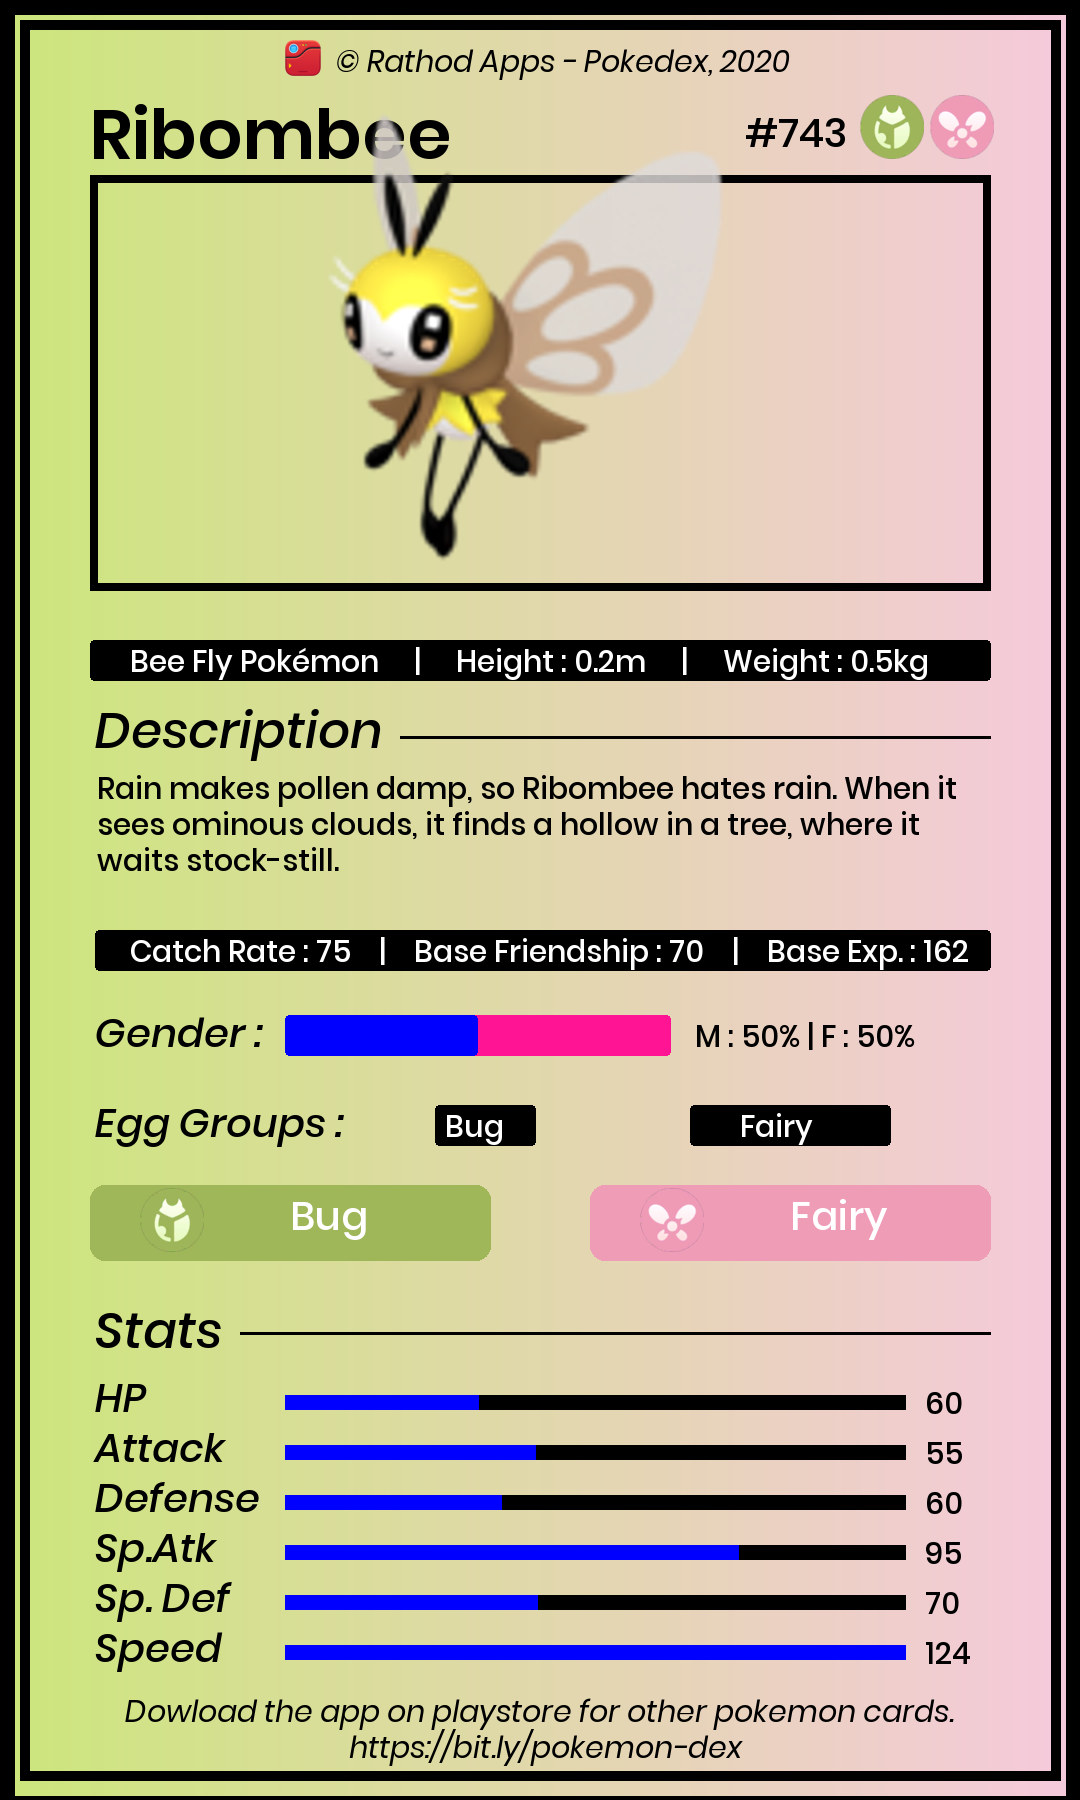 © Rathod Apps - Pokedex, 2020
Ribombee #743
Bee Fly Pokémon | Height : 0.2m | Weight : 0.5kg
Description
Rain makes pollen damp, so Ribombee hates rain. When it
sees ominous clouds, it finds a hollow in a tree, where it
waits stock-still.
Catch Rate : 75 | Base Friendship : 70 | Base Exp. : 162
Gender : M : 50% | F : 50%
Egg Groups : Bug Fairy
Bug Fairy
Stats
HP 60
Attack 55
Defense 60
Sp.Atk 95
Sp. Def 70
Speed 124
Dowload the app on playstore for other pokemon cards.
https://bit.ly/pokemon-dex